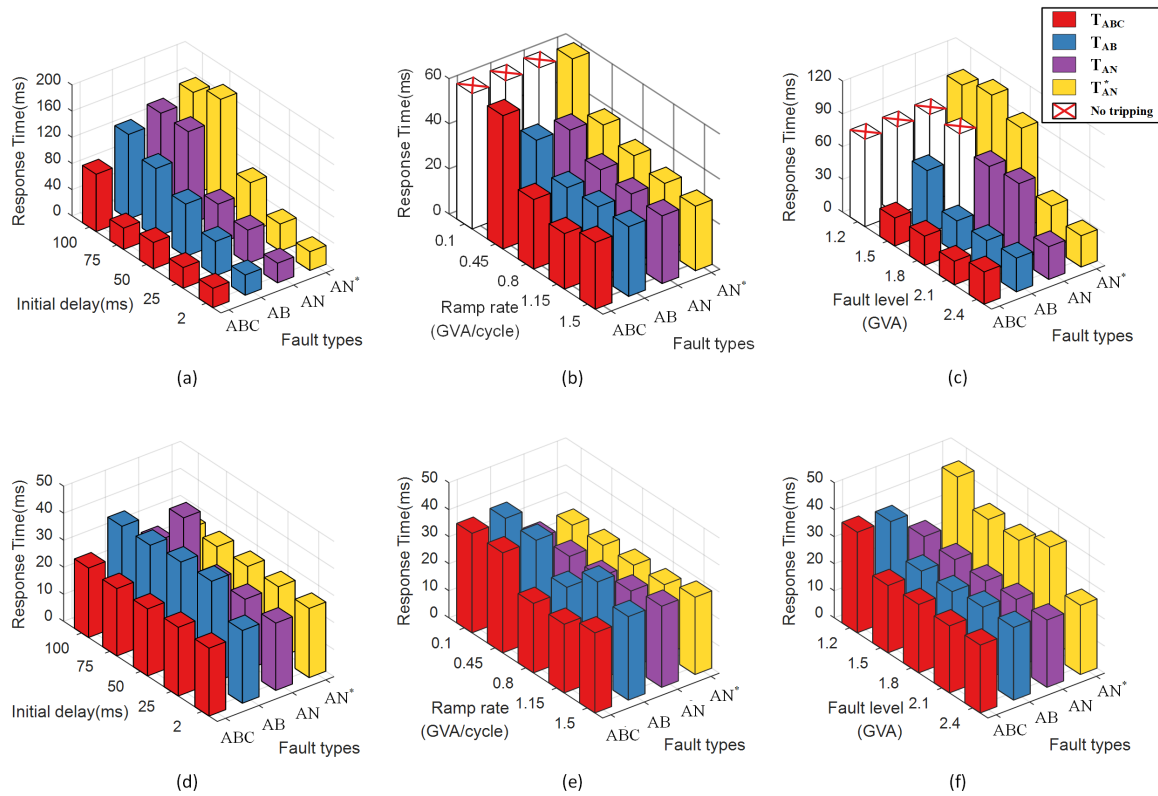 T_ABC
T_AB
T_AN
T*_AN
No tripping
Response Time(ms)
200
160
120
80
40
0
100
75
50
25
2
Initial delay(ms)
ABC
AB
AN
AN*
Fault types
(a)
Response Time(ms)
60
40
20
0
0.1
0.45
0.8
1.15
1.5
Ramp rate
(GVA/cycle)
ABC
AB
AN
AN*
Fault types
(b)
Response Time(ms)
120
90
60
30
0
1.2
1.5
1.8
2.1
2.4
Fault level
(GVA)
ABC
AB
AN
AN*
Fault types
(c)
Response Time(ms)
50
40
30
20
10
0
100
75
50
25
2
Initial delay(ms)
ABC
AB
AN
AN*
Fault types
(d)
Response Time(ms)
50
40
30
20
10
0
0.1
0.45
0.8
1.15
1.5
Ramp rate
(GVA/cycle)
ABC
AB
AN
AN*
Fault types
(e)
Response Time(ms)
50
40
30
20
10
0
1.2
1.5
1.8
2.1
2.4
Fault level
(GVA)
ABC
AB
AN
AN*
Fault types
(f)